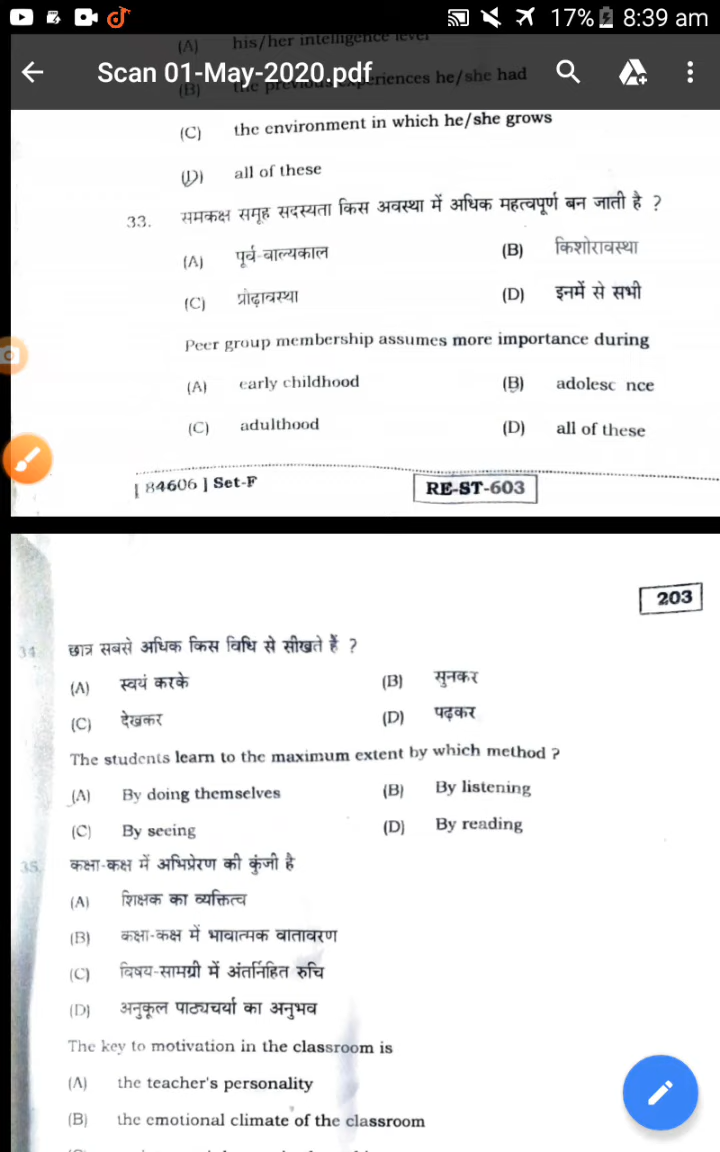 17% 8:39 am
(A) his/her intelligence level
Scan 01-May-2020.pdf
(B) the previous experiences he/she had
(C) the environment in which he/she grows
(D) all of these
33. समकक्ष समूह सदस्यता किस अवस्था में अधिक महत्वपूर्ण बन जाती है ?
(A) पूर्व-बाल्यकाल (B) किशोरावस्था
(C) प्रोढ़ावस्था (D) इनमें से सभी
Peer group membership assumes more importance during
(A) early childhood (B) adolesc nce
(C) adulthood (D) all of these
[ 84606 ] Set-F RE-ST-603
203
34 छात्र सबसे अधिक किस विधि से सीखते हैं ?
(A) स्वयं करके (B) सुनकर
(C) देखकर (D) पढ़कर
The students learn to the maximum extent by which method ?
(A) By doing themselves (B) By listening
(C) By seeing (D) By reading
35. कक्षा-कक्ष में अभिप्रेरण की कुंजी है
(A) शिक्षक का व्यक्तित्व
(B) कक्षा-कक्ष में भावात्मक वातावरण
(C) विषय-सामग्री में अंतर्निहित रुचि
(D) अनुकूल पाठ्यचर्या का अनुभव
The key to motivation in the classroom is
(A) the teacher's personality
(B) the emotional climate of the classroom